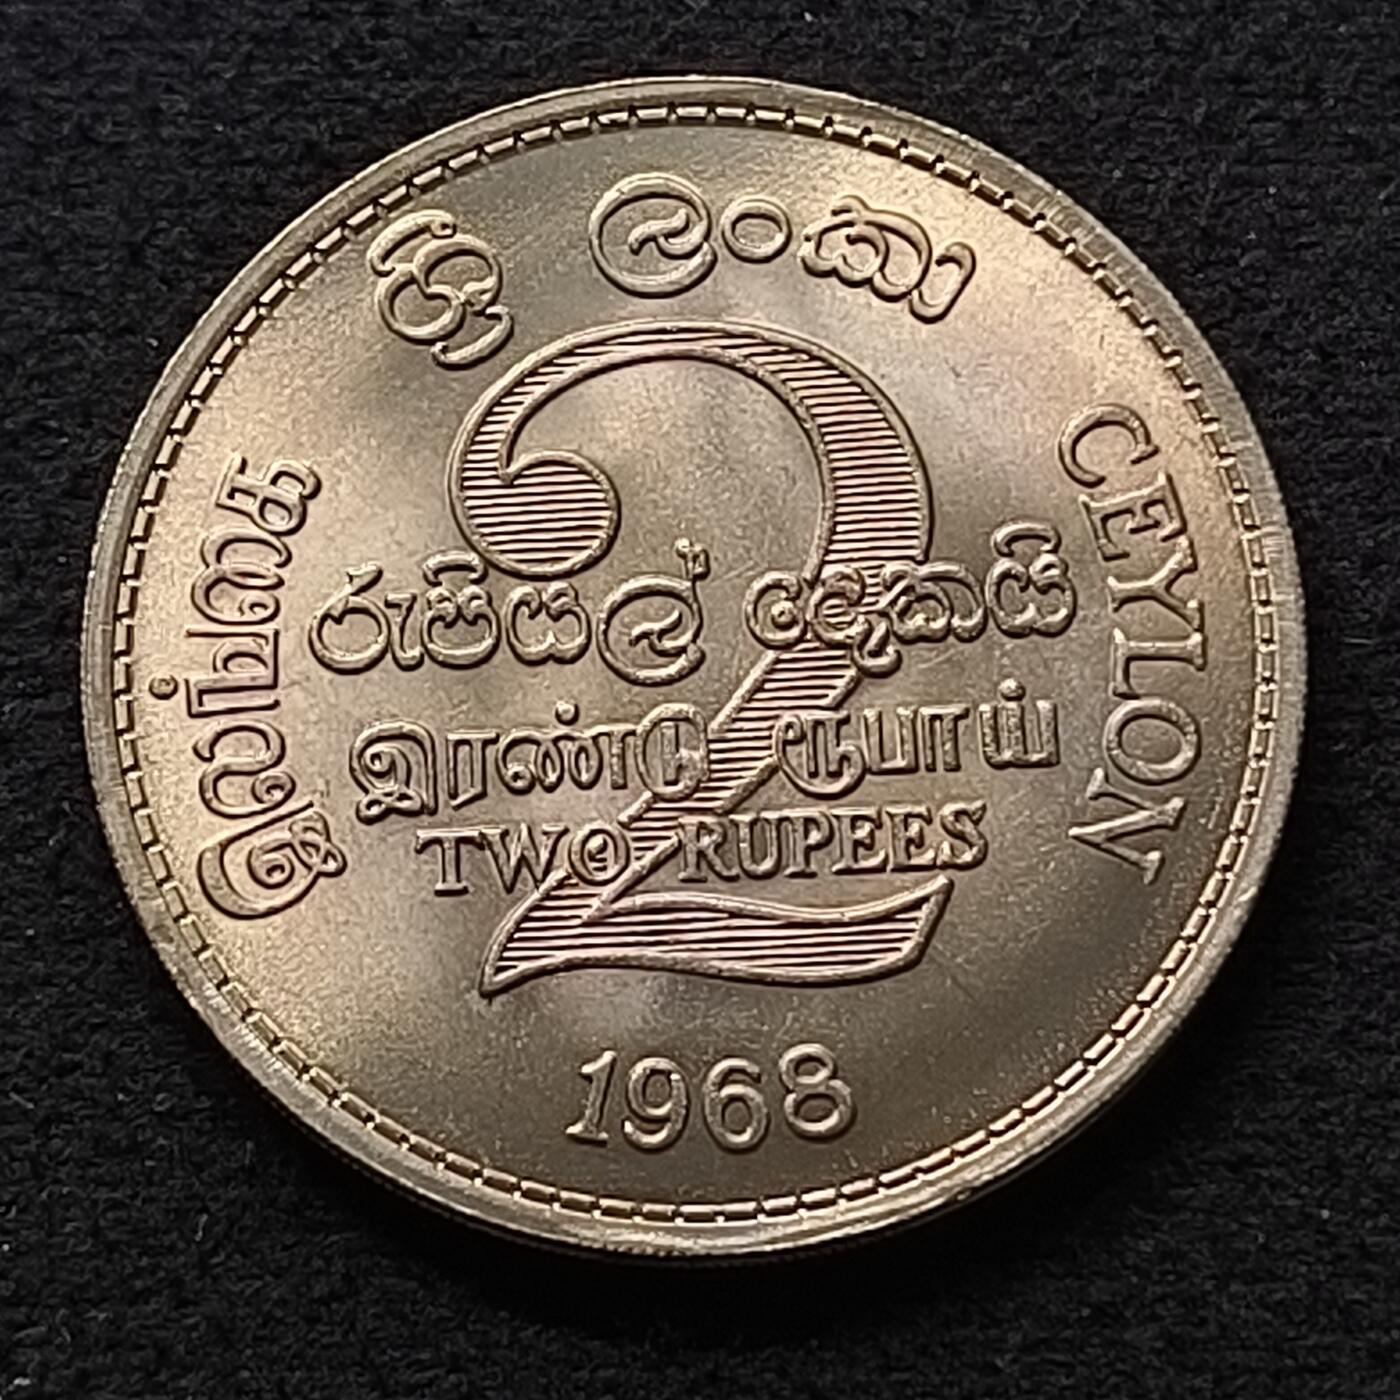 ශ්‍රී ලංකා
இலங்கை
CEYLON
2
රුපියල් දෙකයි
இரண்டு ரூபாய்
TWO RUPEES
1968